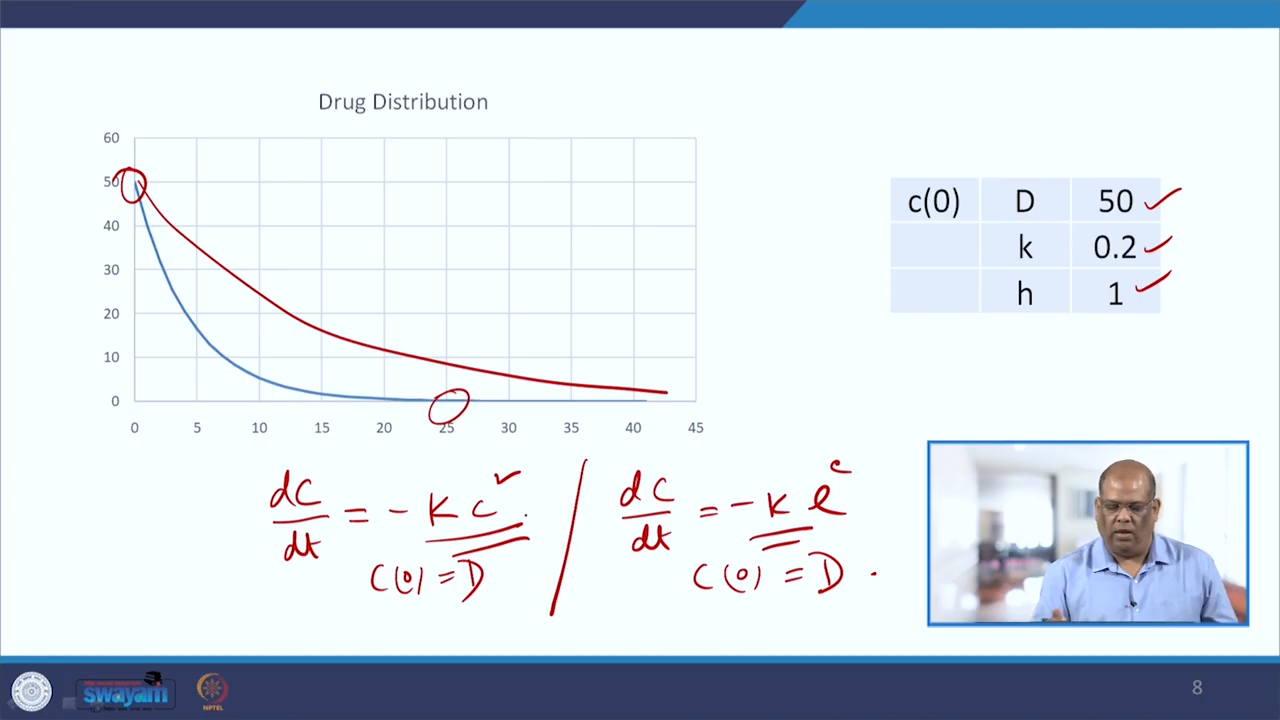 Drug Distribution
60
50
40
30
20
10
0
0 5 10 15 20 25 30 35 40 45
c(0) D 50
k 0.2
h 1
dc/dt = - k c² / dc/dt = - k e^c
c(0) = D c(0) = D .
swayam
NPTEL
8